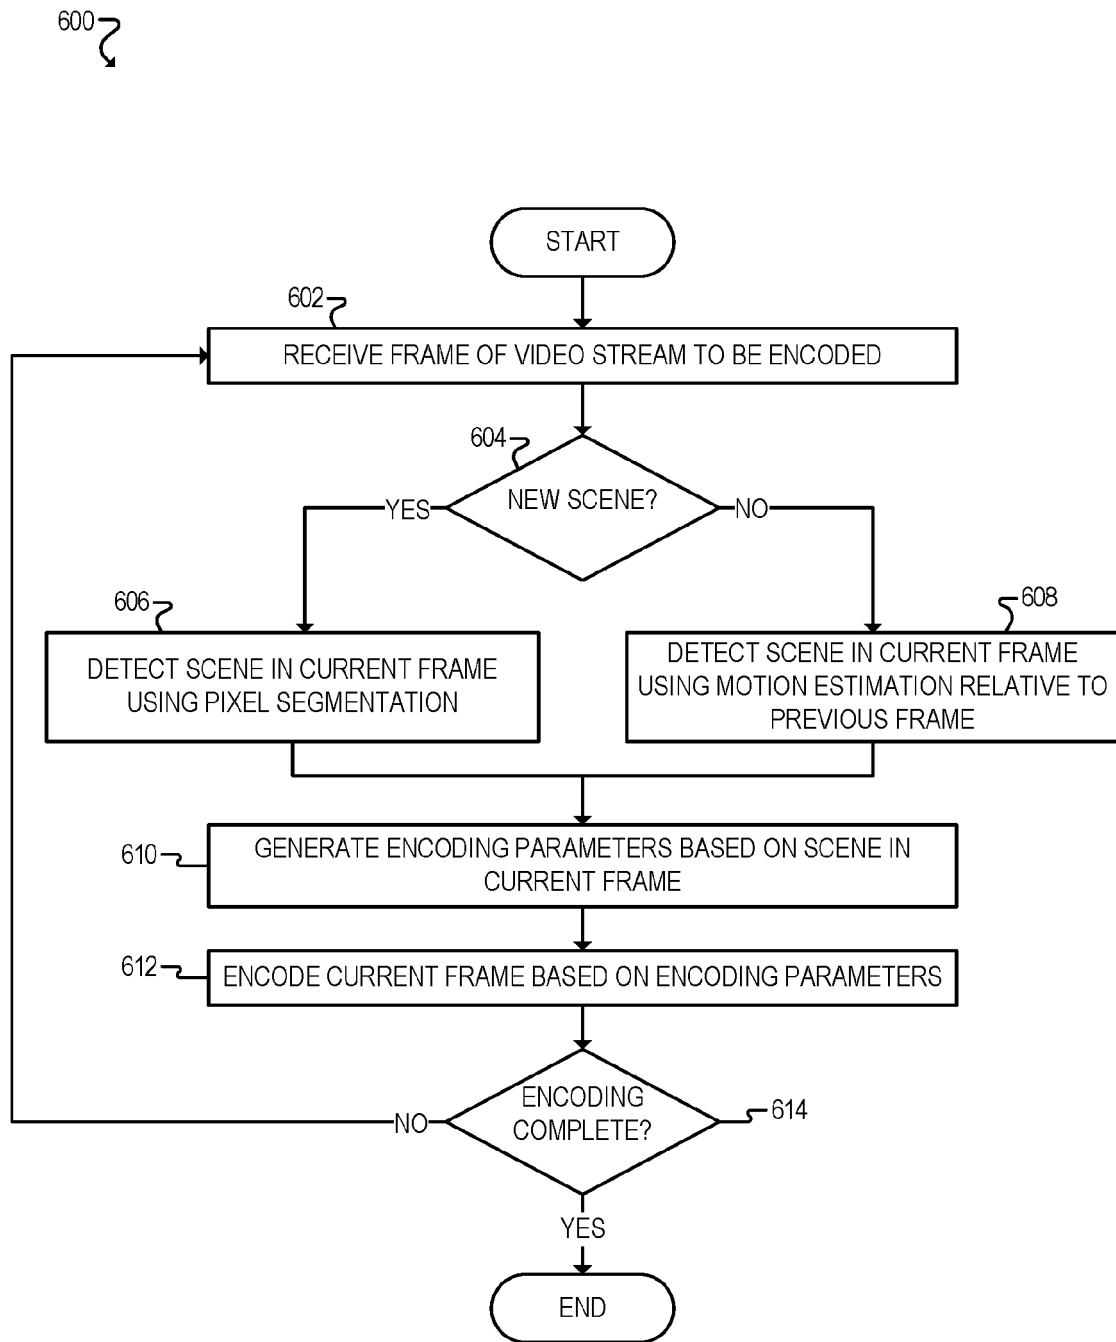 600
START
602
RECEIVE FRAME OF VIDEO STREAM TO BE ENCODED
604
NEW SCENE?
YES
NO
606
DETECT SCENE IN CURRENT FRAME
USING PIXEL SEGMENTATION
608
DETECT SCENE IN CURRENT FRAME
USING MOTION ESTIMATION RELATIVE TO
PREVIOUS FRAME
610
GENERATE ENCODING PARAMETERS BASED ON SCENE IN
CURRENT FRAME
612
ENCODE CURRENT FRAME BASED ON ENCODING PARAMETERS
ENCODING
COMPLETE?
614
NO
YES
END